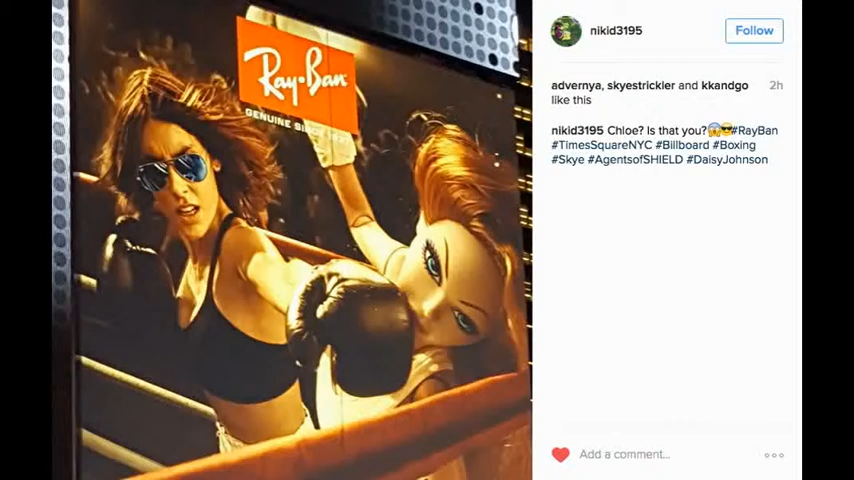 Ray-Ban
GENUINE SINCE 1937
nikid3195
Follow
advernya, skyestrickler and kkandgo
2h
like this
nikid3195 Chloe? Is that you?😱😎#RayBan
#TimesSquareNYC #Billboard #Boxing
#Skye #AgentsofSHIELD #DaisyJohnson
Add a comment...